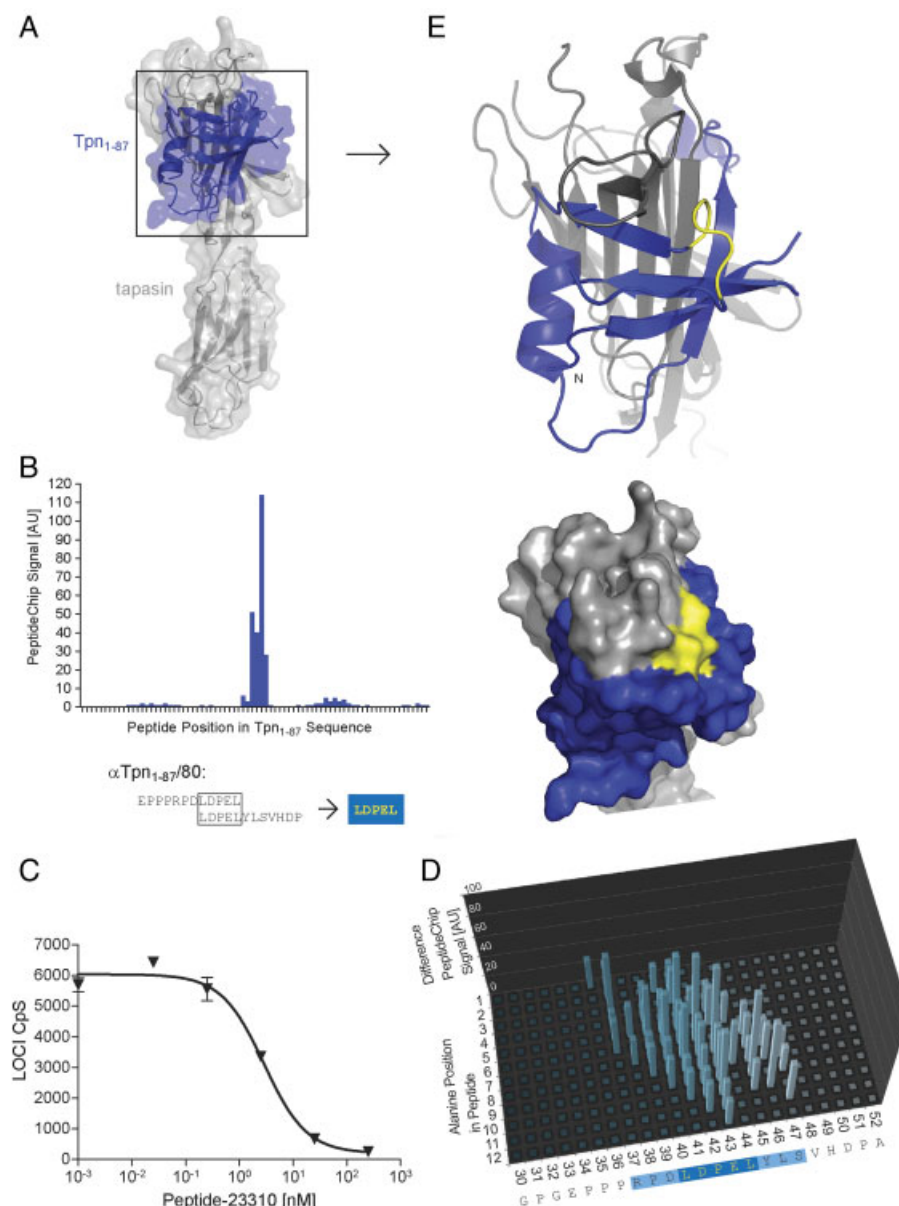 A
Tpn1-87
tapasin
E
N
B
PeptideChip Signal [AU]
120
110
100
90
80
70
60
50
40
30
20
10
0
Peptide Position in Tpn1-87 Sequence
αTpn1-87/80:
EPPPRPDLDPEL
LDPELYLSVHDP
LDPEL
C
LOCI CpS
7000
6000
5000
4000
3000
2000
1000
0
10-3 10-2 10-1 100 101 102 103
Peptide-23310 [nM]
D
Difference
PeptideChip
Signal [AU]
100
80
60
40
20
0
Alanine Position
in Peptide
1
2
3
4
5
6
7
8
9
10
11
12
30 31 32 33 34 35 36 37 38 39 40 41 42 43 44 45 46 47 48 49 50 51 52
G P G E P P P R P D L D P E L Y L S V H D P A